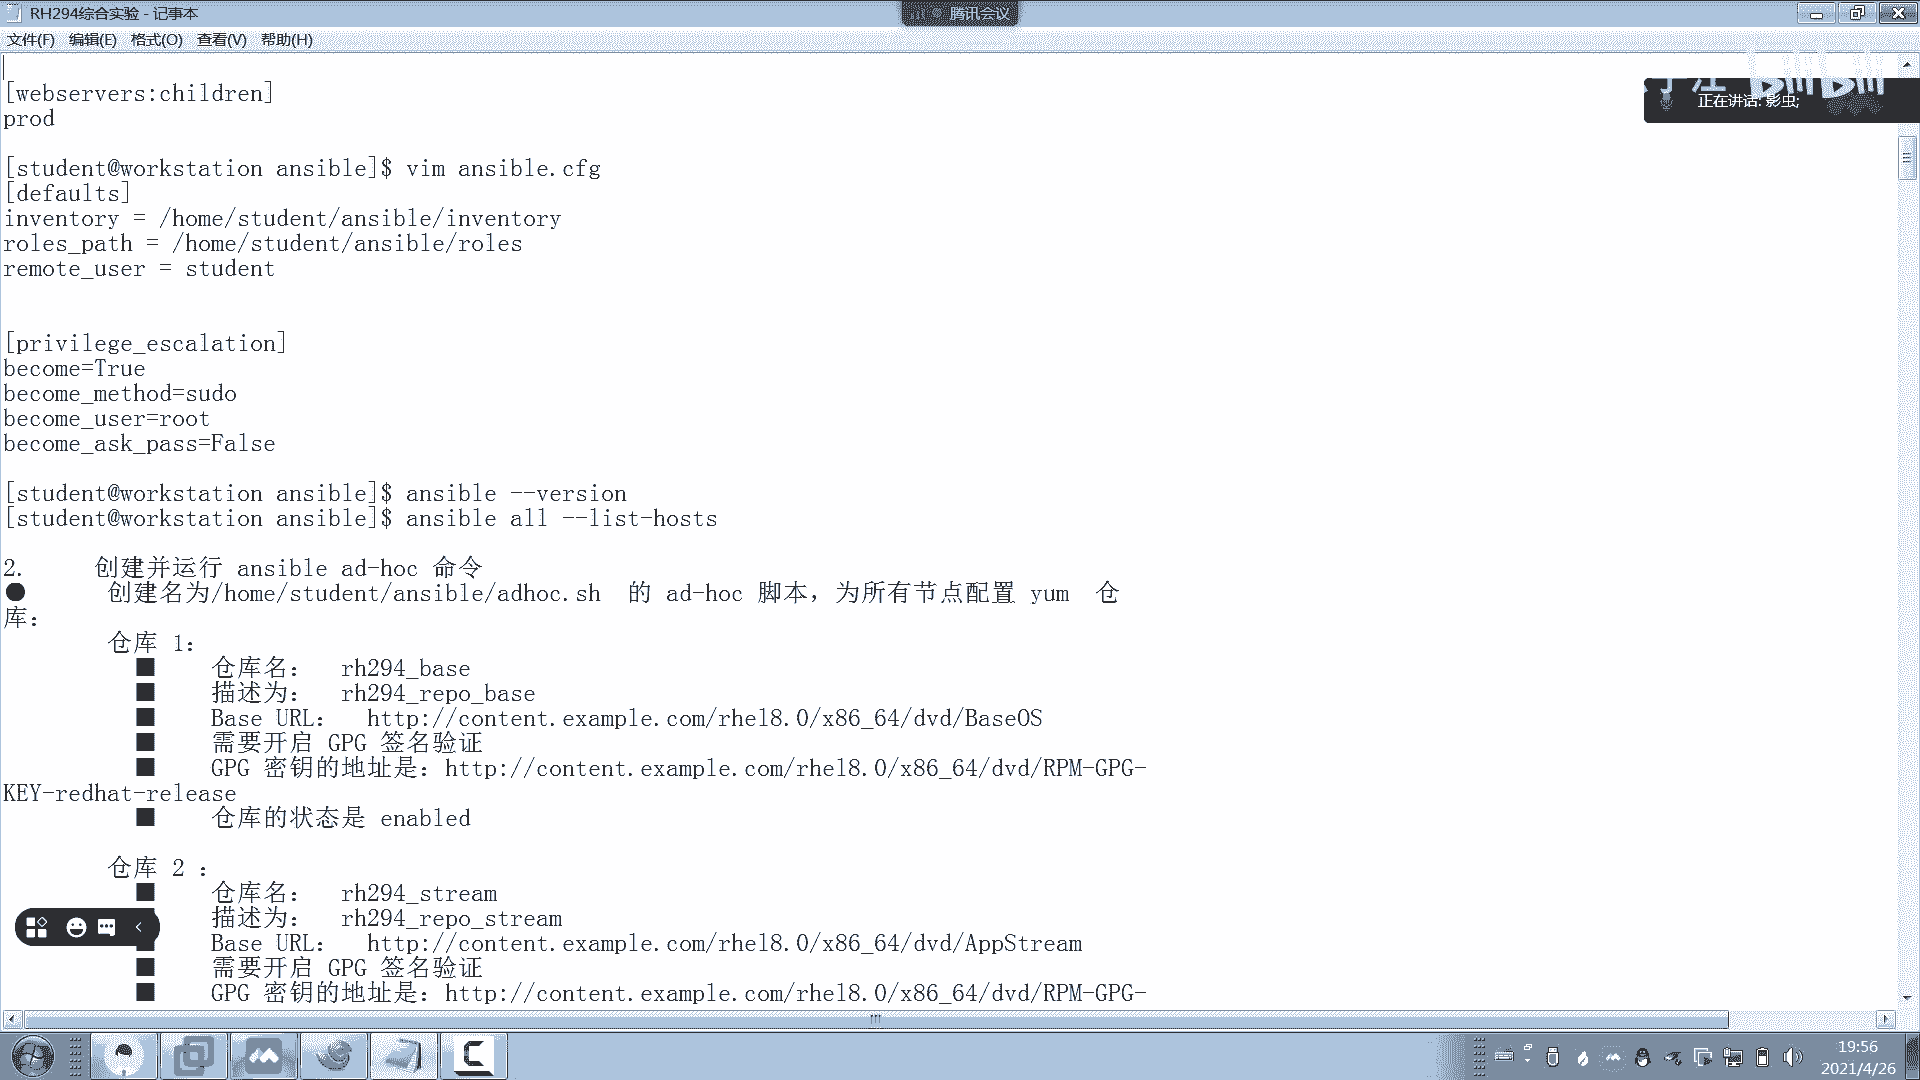 RH294综合实验 - 记事本
腾讯会议
文件(F) 编辑(E) 格式(O) 查看(V) 帮助(H)
[webservers:children]
正在讲话: 影虫;
prod
[student@workstation ansible]$ vim ansible.cfg
[defaults]
inventory = /home/student/ansible/inventory
roles_path = /home/student/ansible/roles
remote_user = student
[privilege_escalation]
become=True
become_method=sudo
become_user=root
become_ask_pass=False
[student@workstation ansible]$ ansible --version
[student@workstation ansible]$ ansible all --list-hosts
2. 创建并运行 ansible ad-hoc 命令
● 创建名为/home/student/ansible/adhoc.sh 的 ad-hoc 脚本，为所有节点配置 yum 仓
库：
仓库 1：
■ 仓库名： rh294_base
■ 描述为： rh294_repo_base
■ Base URL： http://content.example.com/rhel8.0/x86_64/dvd/BaseOS
■ 需要开启 GPG 签名验证
■ GPG 密钥的地址是：http://content.example.com/rhel8.0/x86_64/dvd/RPM-GPG-
KEY-redhat-release
■ 仓库的状态是 enabled
仓库 2 ：
■ 仓库名： rh294_stream
■ 描述为： rh294_repo_stream
■ Base URL： http://content.example.com/rhel8.0/x86_64/dvd/AppStream
■ 需要开启 GPG 签名验证
■ GPG 密钥的地址是：http://content.example.com/rhel8.0/x86_64/dvd/RPM-GPG-
19:56
2021/4/26